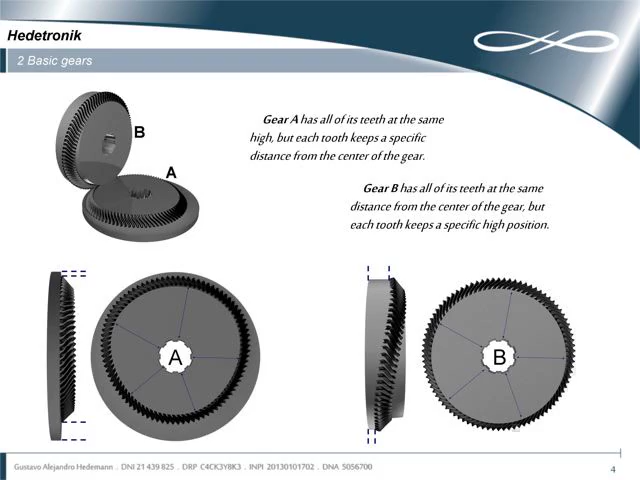 Hedetronik
2 Basic gears
B
A
Gear A has all of its teeth at the same
high, but each tooth keeps a specific
distance from the center of the gear.
Gear B has all of its teeth at the same
distance from the center of the gear, but
each tooth keeps a specific high position.
A
B
Gustavo Alejandro Hedemann . DNI 21 439 825 . DRP C4CK3Y8K3 . INPI 20130101702 . DNA 5056700
4